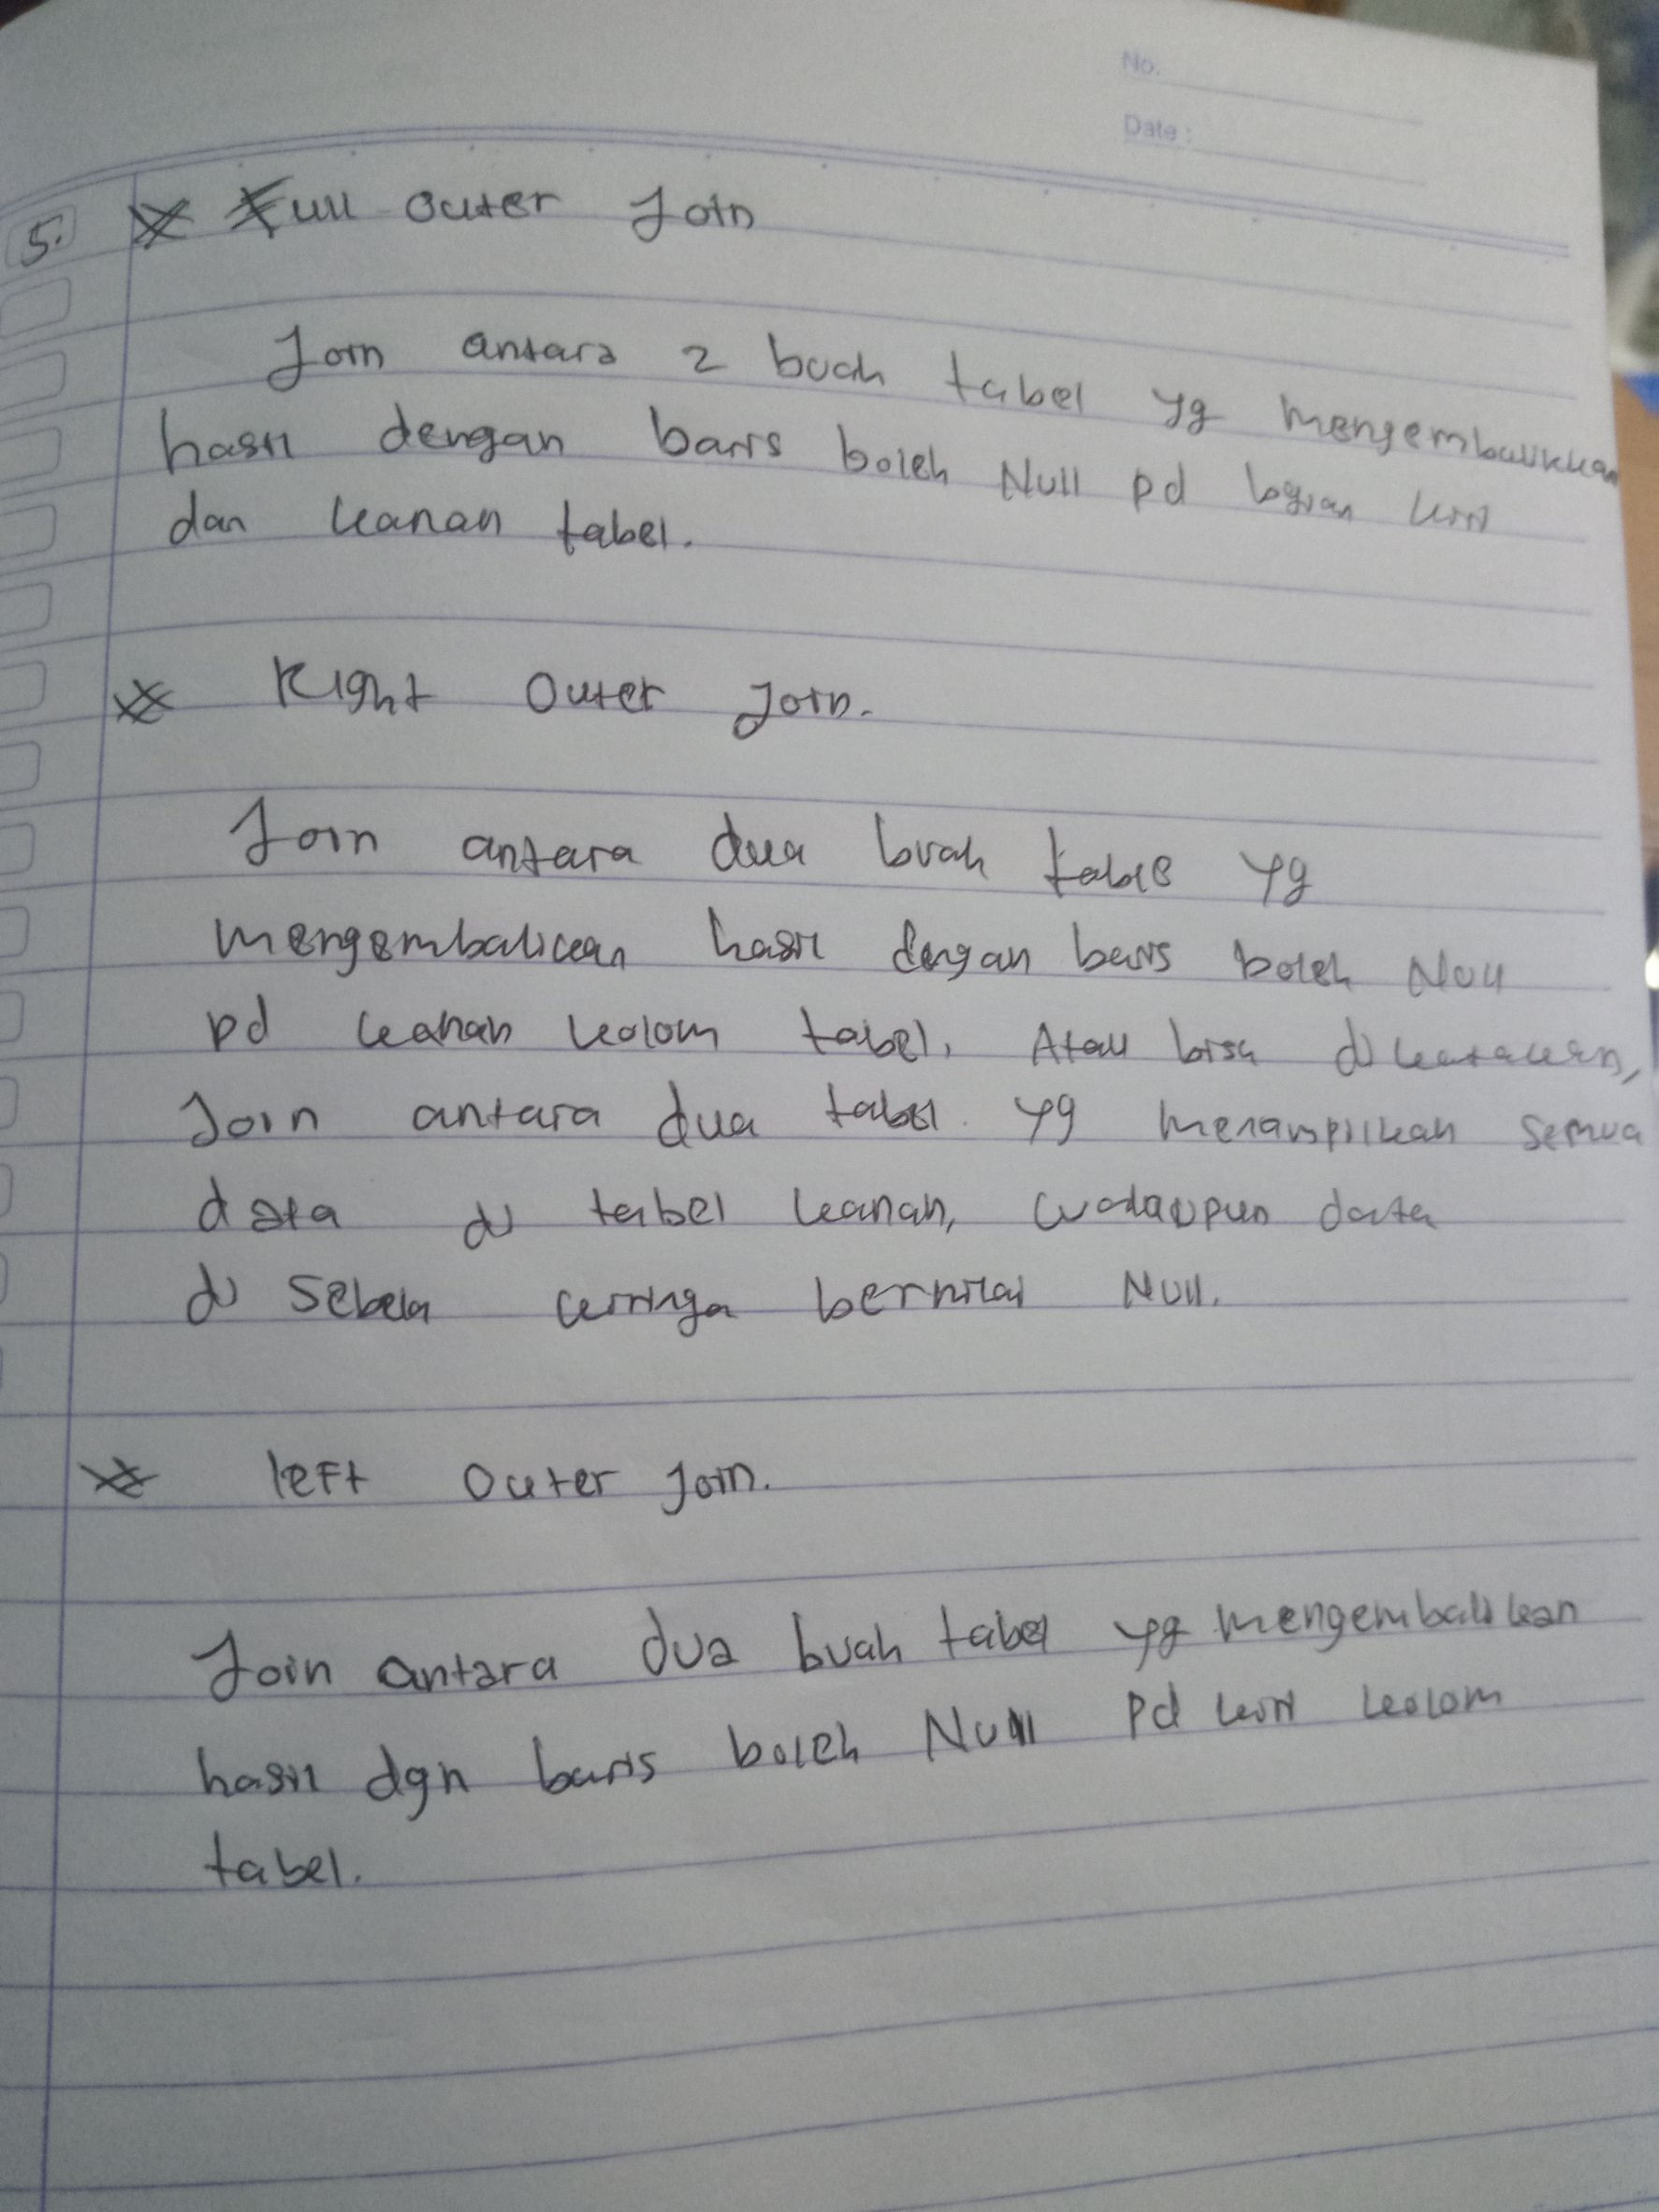 No.
Date :
5. * Full outer Join
Join antara 2 buah tabel yg mengembalikkan
hasil dengan baris boleh Null pd bagian kiri
dan kanan tabel.
* Right Outer Join.
Join antara dua buah table yg
mengembalikan hasil dengan baris boleh Null
pd kanan kolom tabel. Atau bisa dikatakan,
Join antara dua tabel yg menampilkan semua
data di tabel kanan, walaupun data
di sebela kiringa bernilai Null.
* left Outer Join.
Join antara dua buah tabel yg mengembalikan
hasil dgn baris boleh Null pd kiri kolom
tabel.